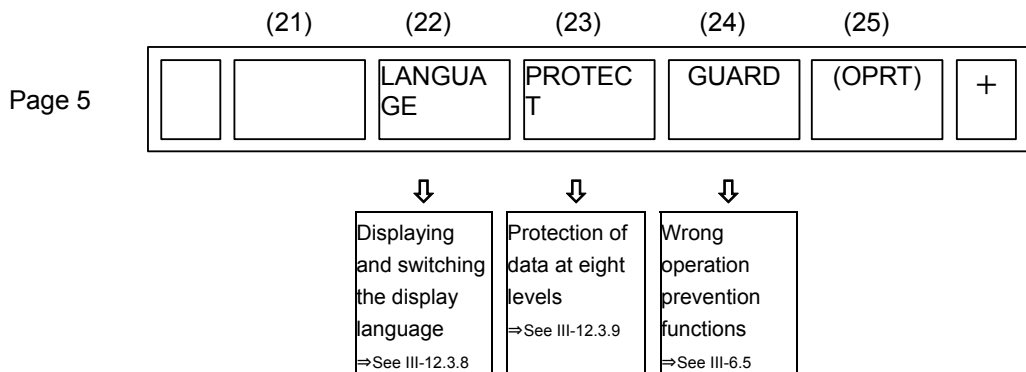 (21) (22) (23) (24) (25)
Page 5
LANGUA
GE
PROTEC
T
GUARD
(OPRT)
+
⇩ ⇩ ⇩
Displaying
and switching
the display
language
⇒See III-12.3.8
Protection of
data at eight
levels
⇒See III-12.3.9
Wrong
operation
prevention
functions
⇒See III-6.5